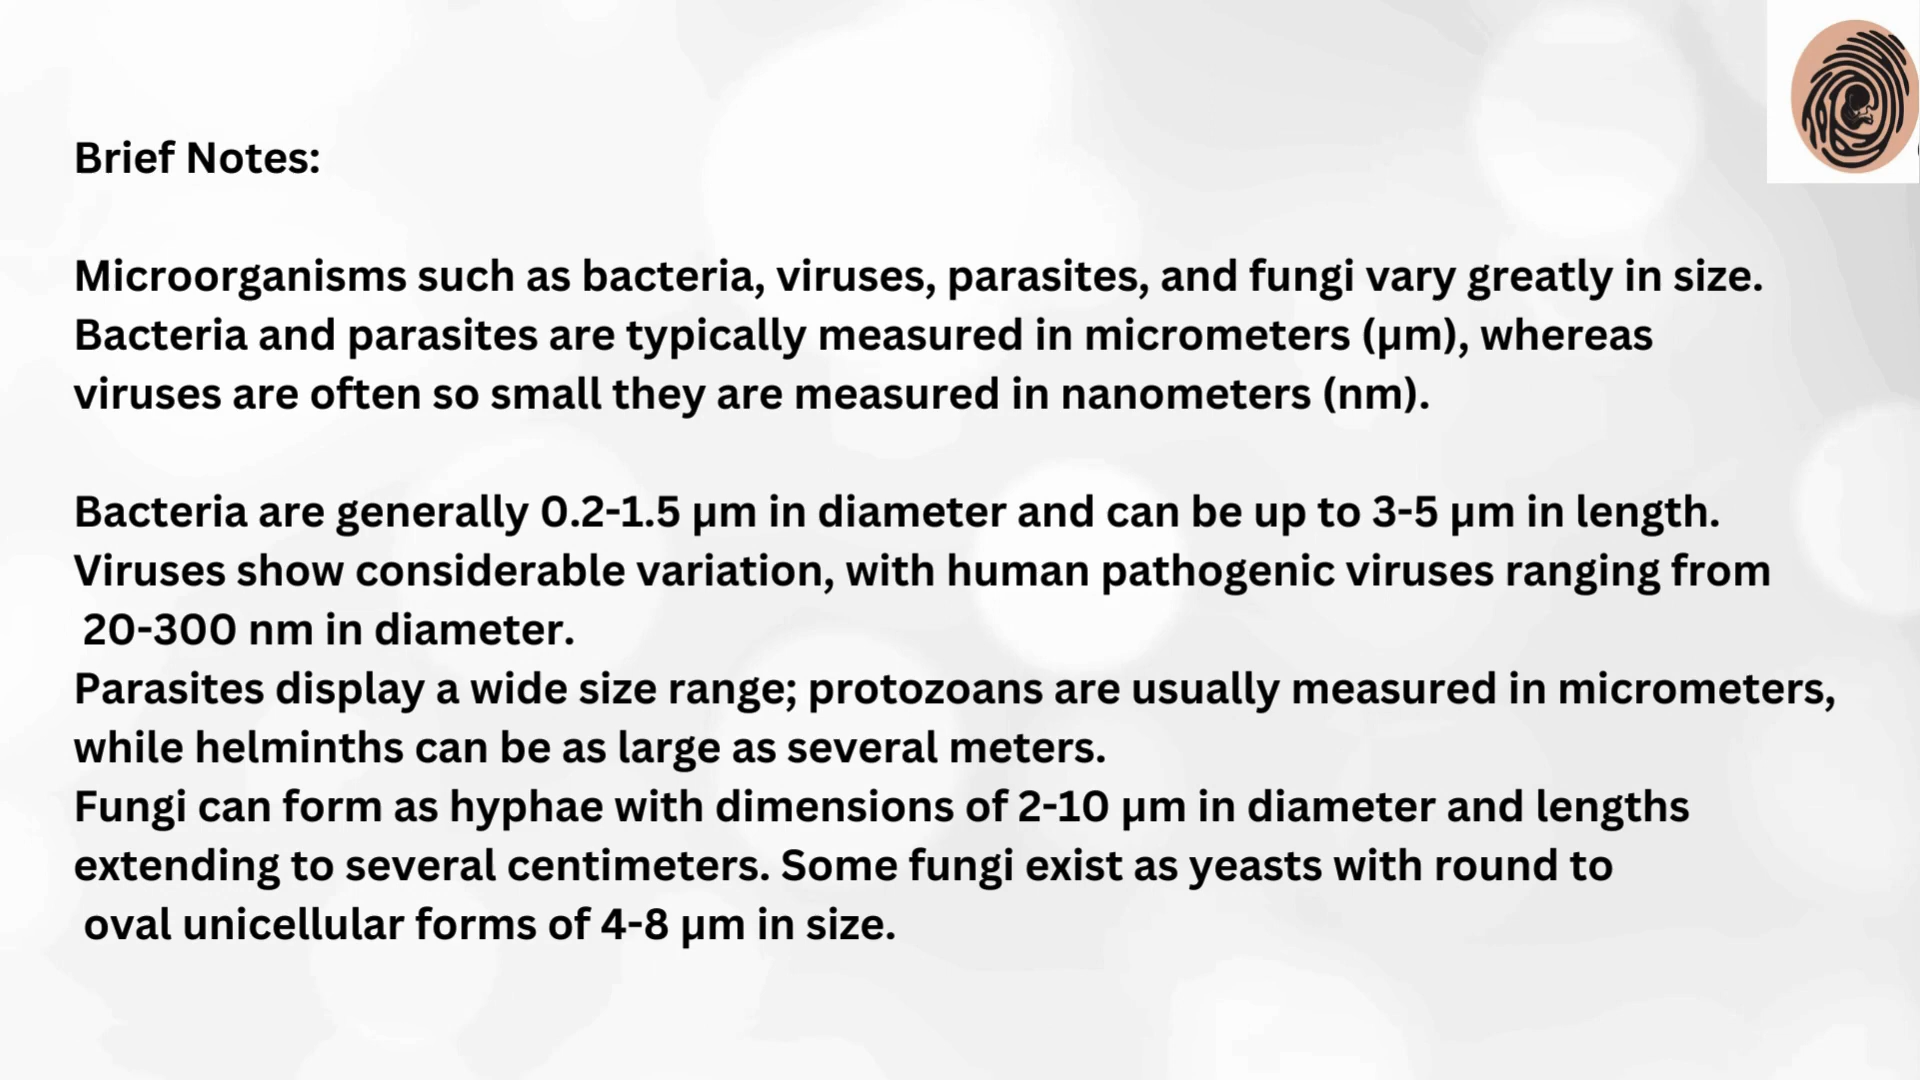 Brief Notes:
Microorganisms such as bacteria, viruses, parasites, and fungi vary greatly in size.
Bacteria and parasites are typically measured in micrometers (µm), whereas
viruses are often so small they are measured in nanometers (nm).
Bacteria are generally 0.2-1.5 µm in diameter and can be up to 3-5 µm in length.
Viruses show considerable variation, with human pathogenic viruses ranging from
20-300 nm in diameter.
Parasites display a wide size range; protozoans are usually measured in micrometers,
while helminths can be as large as several meters.
Fungi can form as hyphae with dimensions of 2-10 µm in diameter and lengths
extending to several centimeters. Some fungi exist as yeasts with round to
oval unicellular forms of 4-8 µm in size.